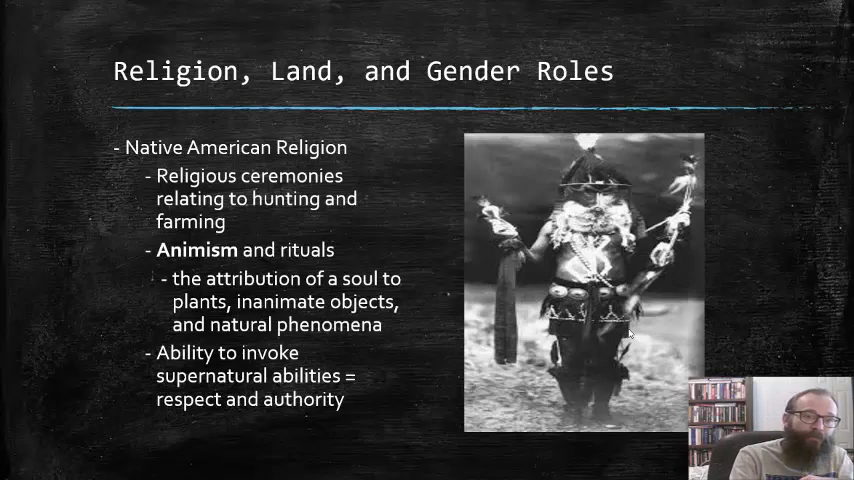 Religion, Land, and Gender Roles
- Native American Religion
- Religious ceremonies
relating to hunting and
farming
- Animism and rituals
- the attribution of a soul to
plants, inanimate objects,
and natural phenomena
- Ability to invoke
supernatural abilities =
respect and authority